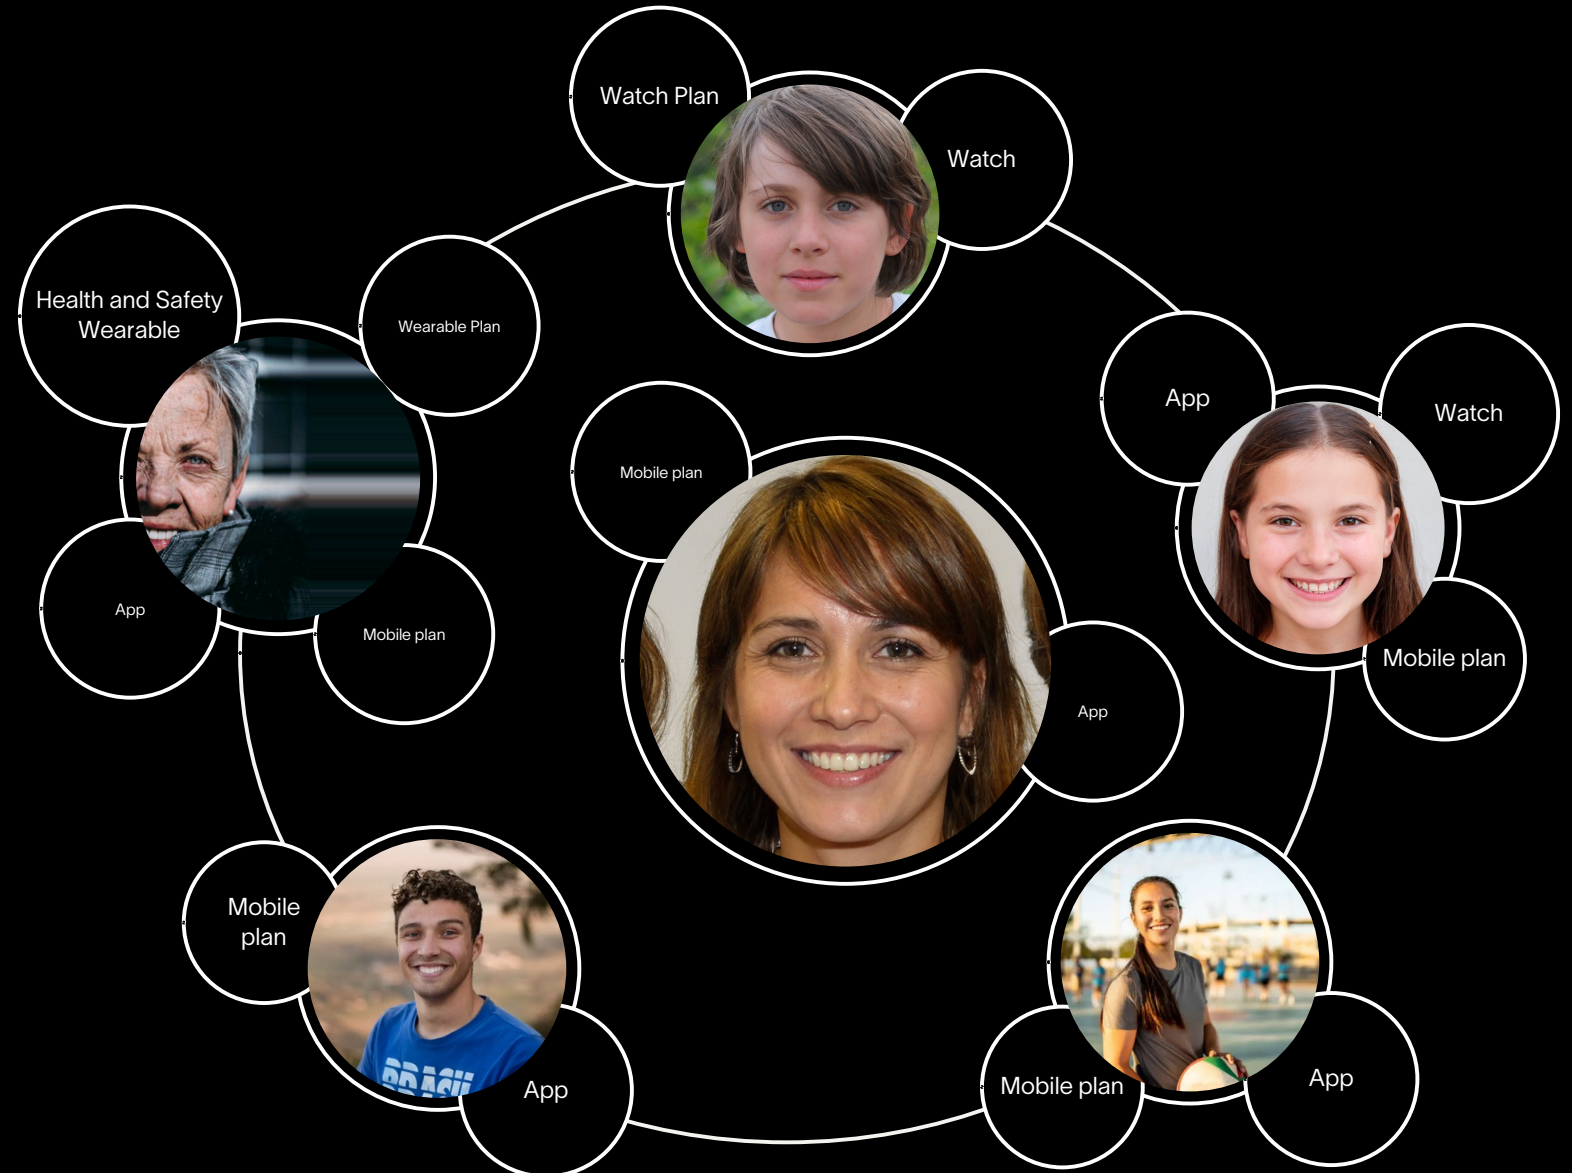 Watch Plan
Watch
Health and Safety
Wearable
Wearable Plan
App
Watch
Mobile plan
App
Mobile plan
Mobile plan
App
Mobile
plan
App
Mobile plan
App